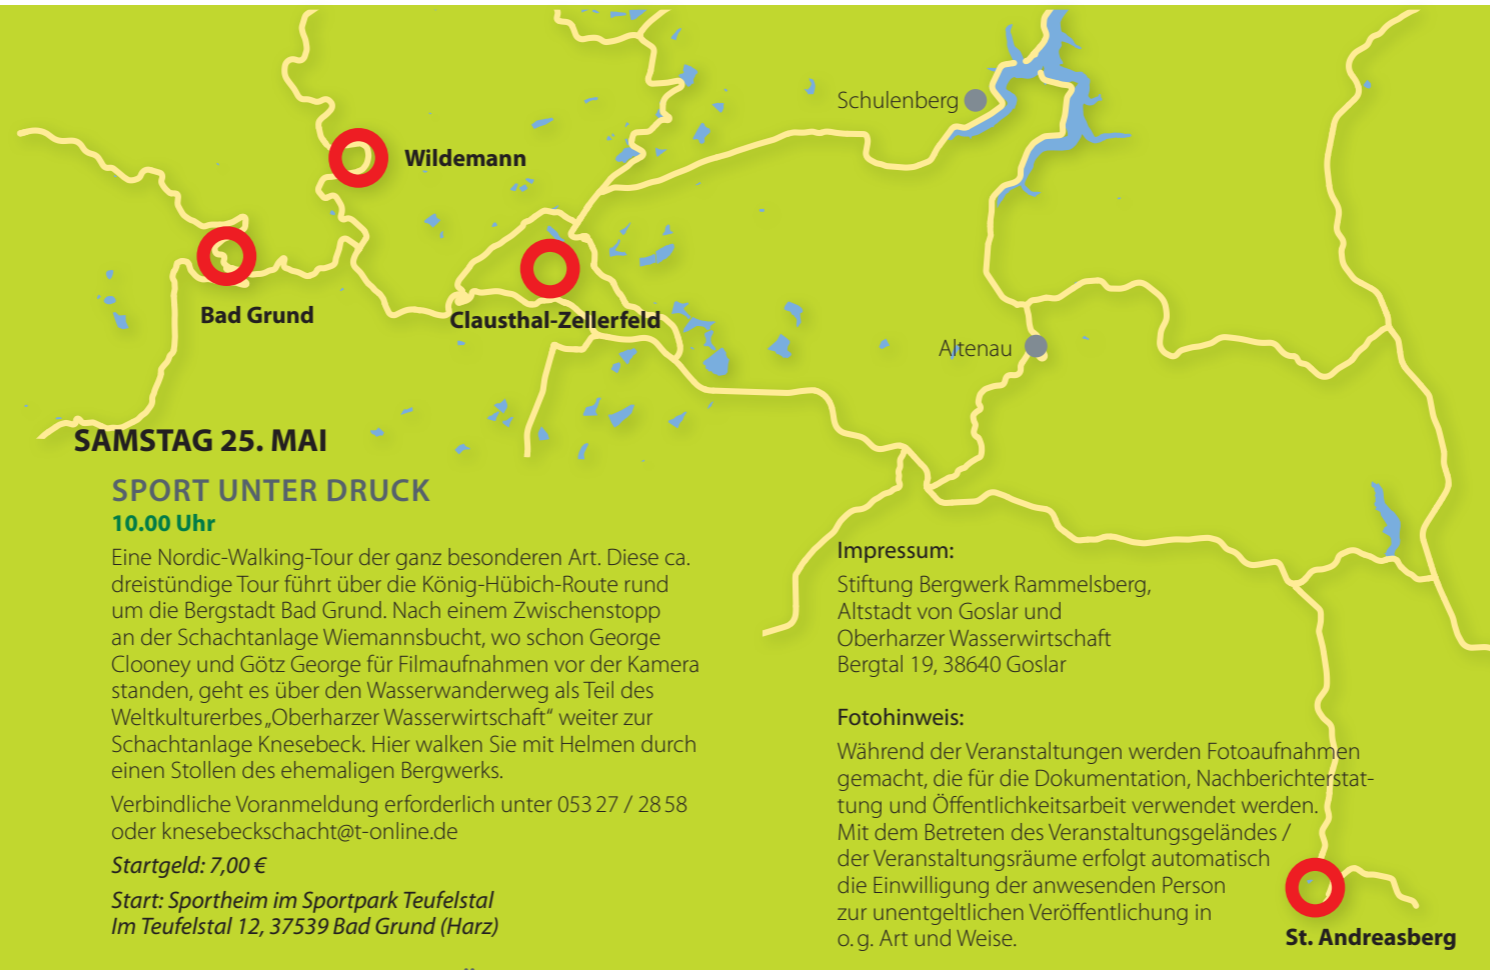 Schulenberg
Wildemann
Bad Grund
Clausthal-Zellerfeld
Altenau
SAMSTAG 25. MAI
SPORT UNTER DRUCK
10.00 Uhr
Eine Nordic-Walking-Tour der ganz besonderen Art. Diese ca.
dreistündige Tour führt über die König-Hübich-Route rund
um die Bergstadt Bad Grund. Nach einem Zwischenstopp
an der Schachtanlage Wiemannsbucht, wo schon George
Clooney und Götz George für Filmaufnahmen vor der Kamera
standen, geht es über den Wasserwanderweg als Teil des
Weltkulturerbes „Oberharzer Wasserwirtschaft“ weiter zur
Schachtanlage Knesebeck. Hier walken Sie mit Helmen durch
einen Stollen des ehemaligen Bergwerks.
Verbindliche Voranmeldung erforderlich unter 053 27 / 28 58
oder knesebeckschacht@t-online.de
Startgeld: 7,00 €
Start: Sportheim im Sportpark Teufelstal
Im Teufelstal 12, 37539 Bad Grund (Harz)
Impressum:
Stiftung Bergwerk Rammelsberg,
Altstadt von Goslar und
Oberharzer Wasserwirtschaft
Bergtal 19, 38640 Goslar
Fotohinweis:
Während der Veranstaltungen werden Fotoaufnahmen
gemacht, die für die Dokumentation, Nachberichterstat-
tung und Öffentlichkeitsarbeit verwendet werden.
Mit dem Betreten des Veranstaltungsgeländes /
der Veranstaltungsräume erfolgt automatisch
die Einwilligung der anwesenden Person
zur unentgeltlichen Veröffentlichung in
o. g. Art und Weise.
St. Andreasberg